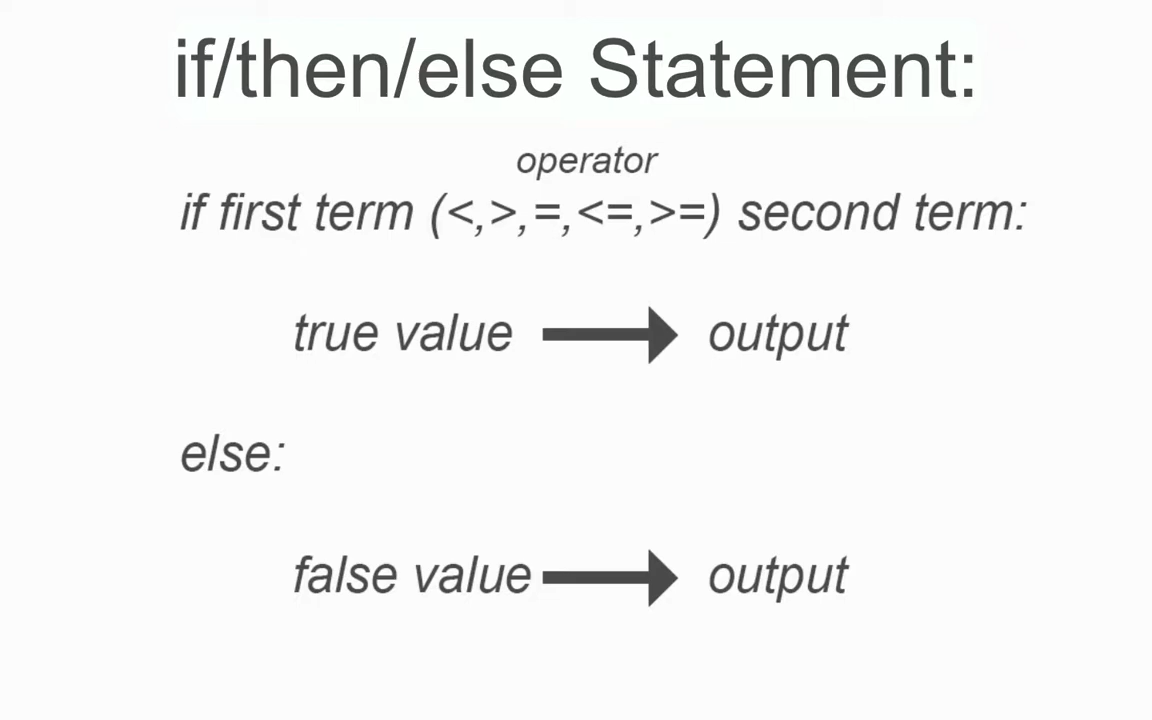 if/then/else Statement:
operator
if first term (<,>,=,<=,>=) second term:
true value output
else:
false value output